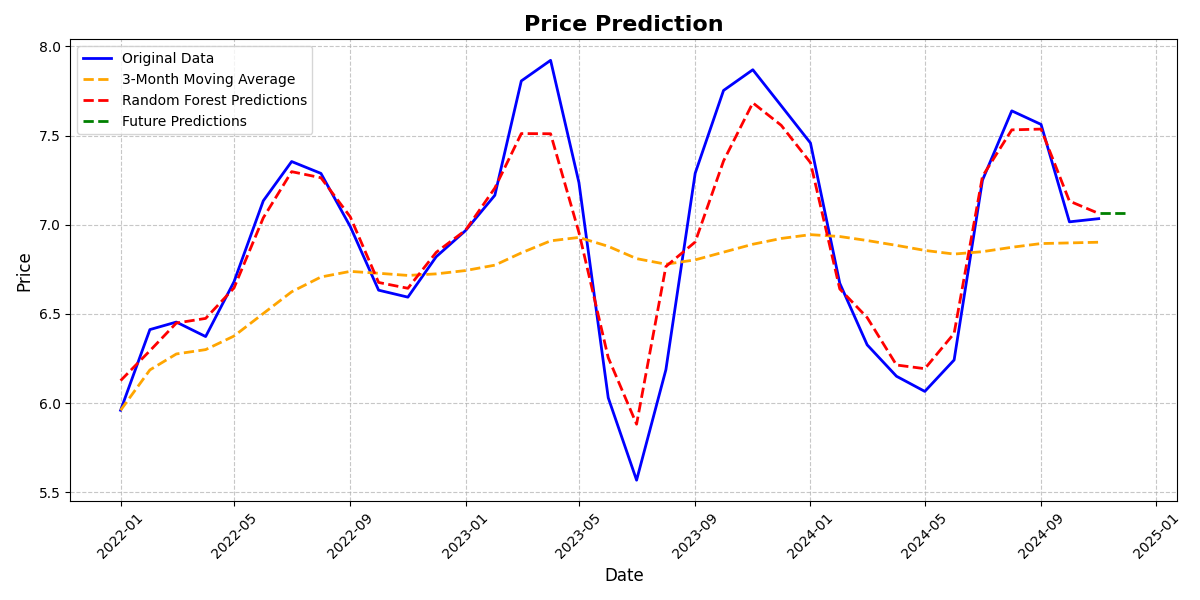 Price Prediction
Original Data
3-Month Moving Average
Random Forest Predictions
Future Predictions
Price
8.0
7.5
7.0
6.5
6.0
5.5
2022-01
2022-05
2022-09
2023-01
2023-05
2023-09
2024-01
2024-05
2024-09
2025-01
Date